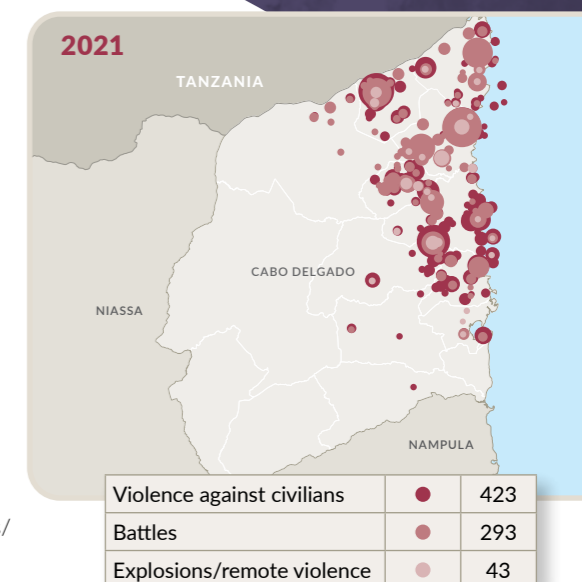 2021
TANZANIA
CABO DELGADO
NIASSA
NAMPULA
/
Violence against civilians 423
Battles 293
Explosions/remote violence 43